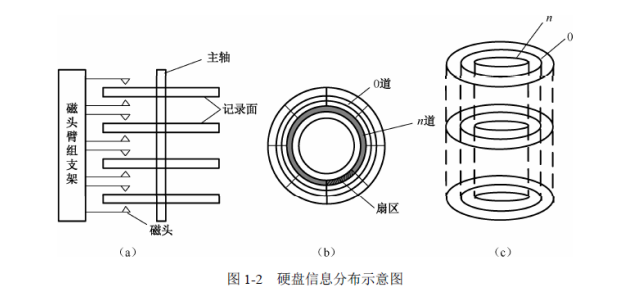 主轴
磁头臂组支架
记录面
磁头
(a)
0道
n道
扇区
(b)
n
0
(c)
图 1-2 硬盘信息分布示意图